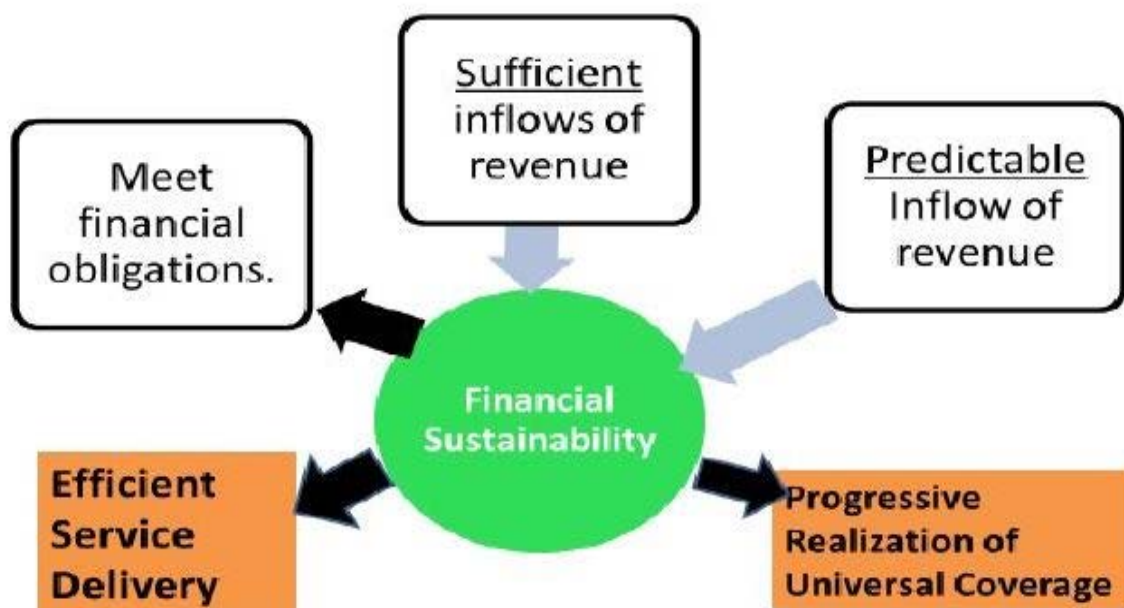 Sufficient
inflows of
revenue
Meet
financial
obligations.
Predictable
Inflow of
revenue
Financial
Sustainability
Efficient
Service
Delivery
Progressive
Realization of
Universal Coverage